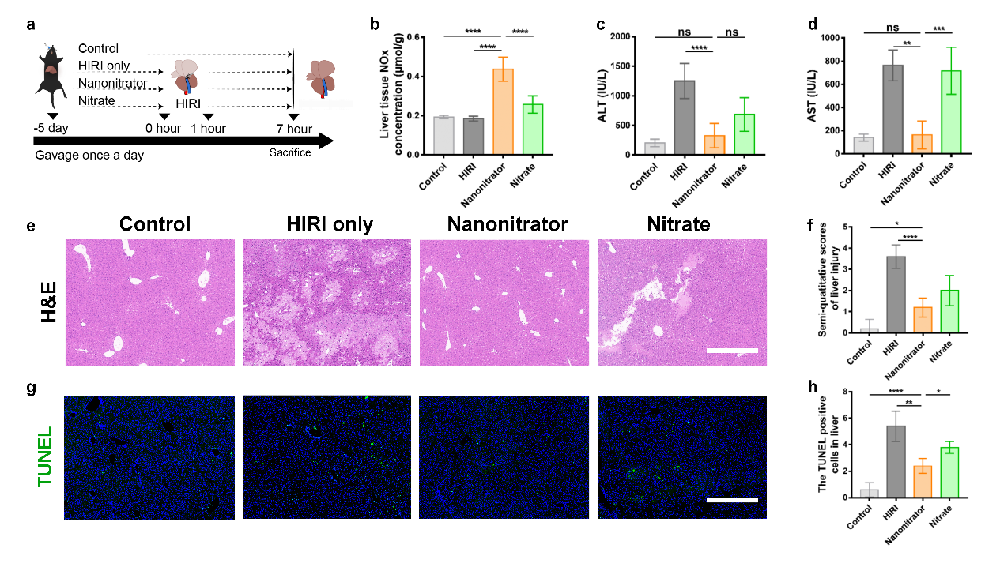 a
Control
HIRI only
Nanonitrator
Nitrate
HIRI
-5 day
0 hour
1 hour
7 hour
Gavage once a day
Sacrifice
b
Liver tissue NOx
concentration (μmol/g)
0.6
0.4
0.2
0.0
****
****
****
Control
HIRI
Nanonitrator
Nitrate
c
ALT (IU/L)
2000
1500
1000
500
0
ns
ns
****
Control
HIRI
Nanonitrator
Nitrate
d
AST (IU/L)
1000
800
600
400
200
0
ns
***
**
Control
HIRI
Nanonitrator
Nitrate
e
Control
HIRI only
Nanonitrator
Nitrate
H&E
f
Semi-quatitative scores
of liver injury
5
4
3
2
1
0
*
****
Control
HIRI
Nanonitrator
Nitrate
g
TUNEL
h
The TUNEL positive
cells in liver
8
6
4
2
0
****
*
**
Control
HIRI
Nanonitrator
Nitrate